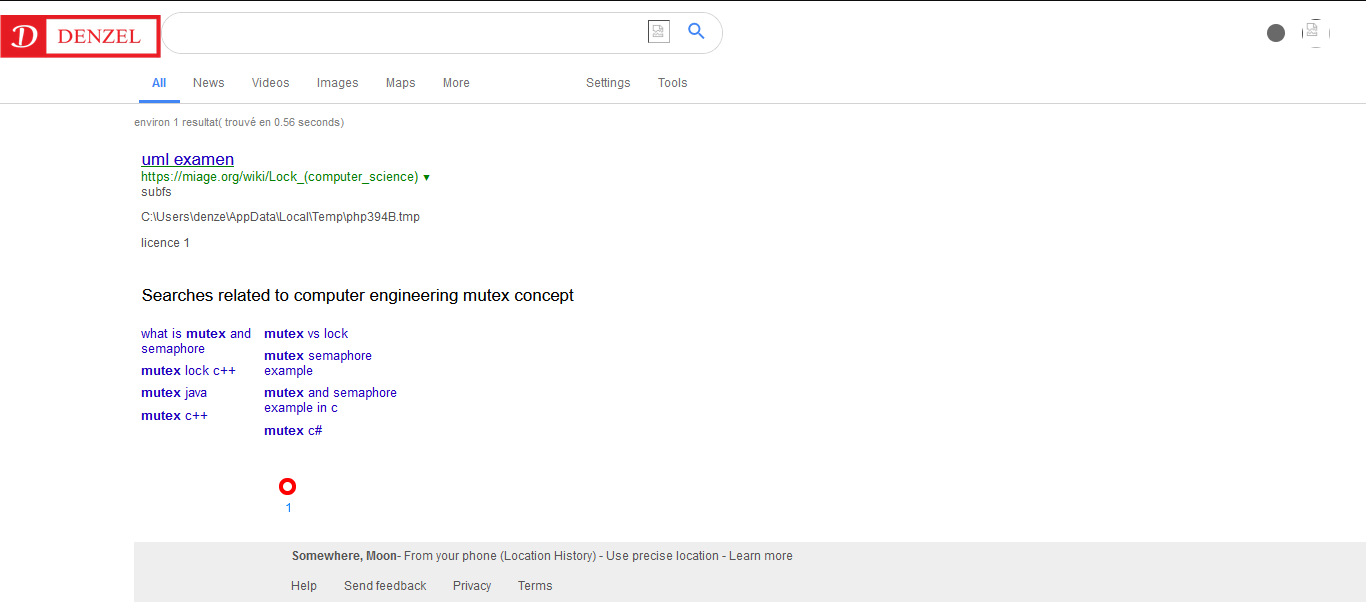 D DENZEL
All News Videos Images Maps More Settings Tools
environ 1 resultat( trouvé en 0.56 seconds)
uml examen
https://miage.org/wiki/Lock_(computer_science) ▼
subfs
C:\Users\denze\AppData\Local\Temp\php394B.tmp
licence 1
Searches related to computer engineering mutex concept
what is mutex and
semaphore
mutex lock c++
mutex java
mutex c++
mutex vs lock
mutex semaphore
example
mutex and semaphore
example in c
mutex c#
1
Somewhere, Moon- From your phone (Location History) - Use precise location - Learn more
Help Send feedback Privacy Terms